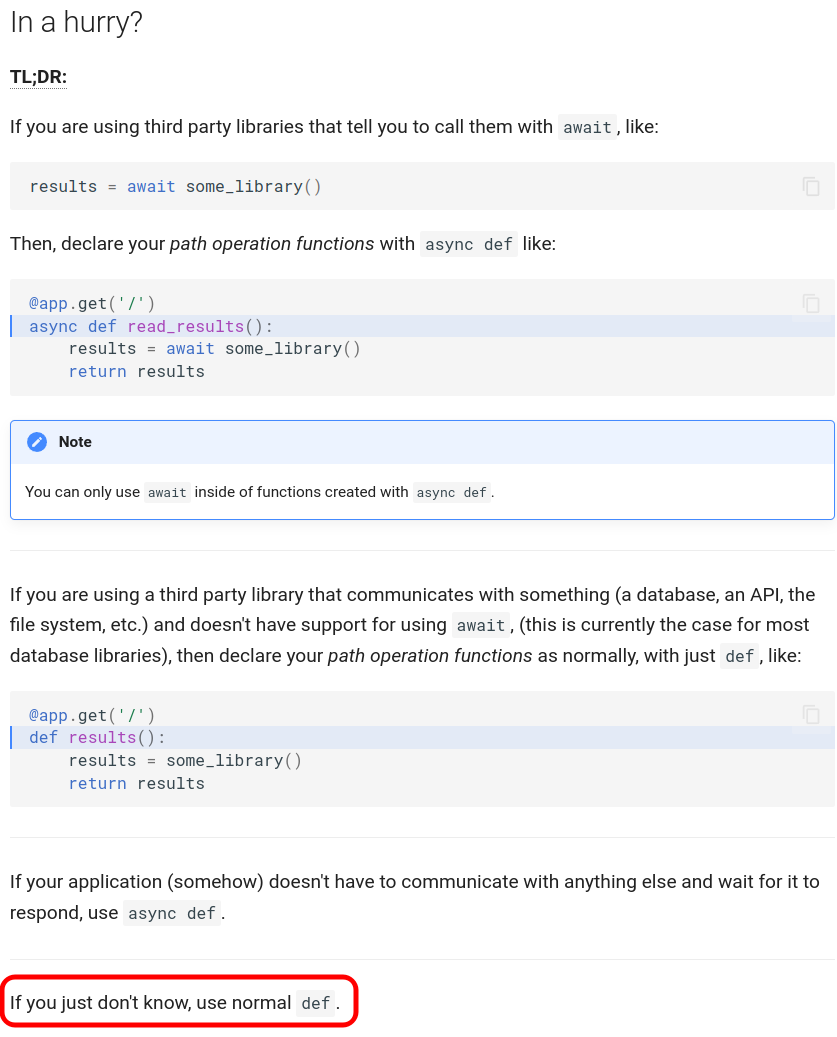 In a hurry?
TL;DR:
If you are using third party libraries that tell you to call them with await, like:
results = await some_library()
Then, declare your path operation functions with async def like:
@app.get('/')
async def read_results():
    results = await some_library()
    return results
Note
You can only use await inside of functions created with async def.
If you are using a third party library that communicates with something (a database, an API, the
file system, etc.) and doesn't have support for using await, (this is currently the case for most
database libraries), then declare your path operation functions as normally, with just def, like:
@app.get('/')
def results():
    results = some_library()
    return results
If your application (somehow) doesn't have to communicate with anything else and wait for it to
respond, use async def.
If you just don't know, use normal def.